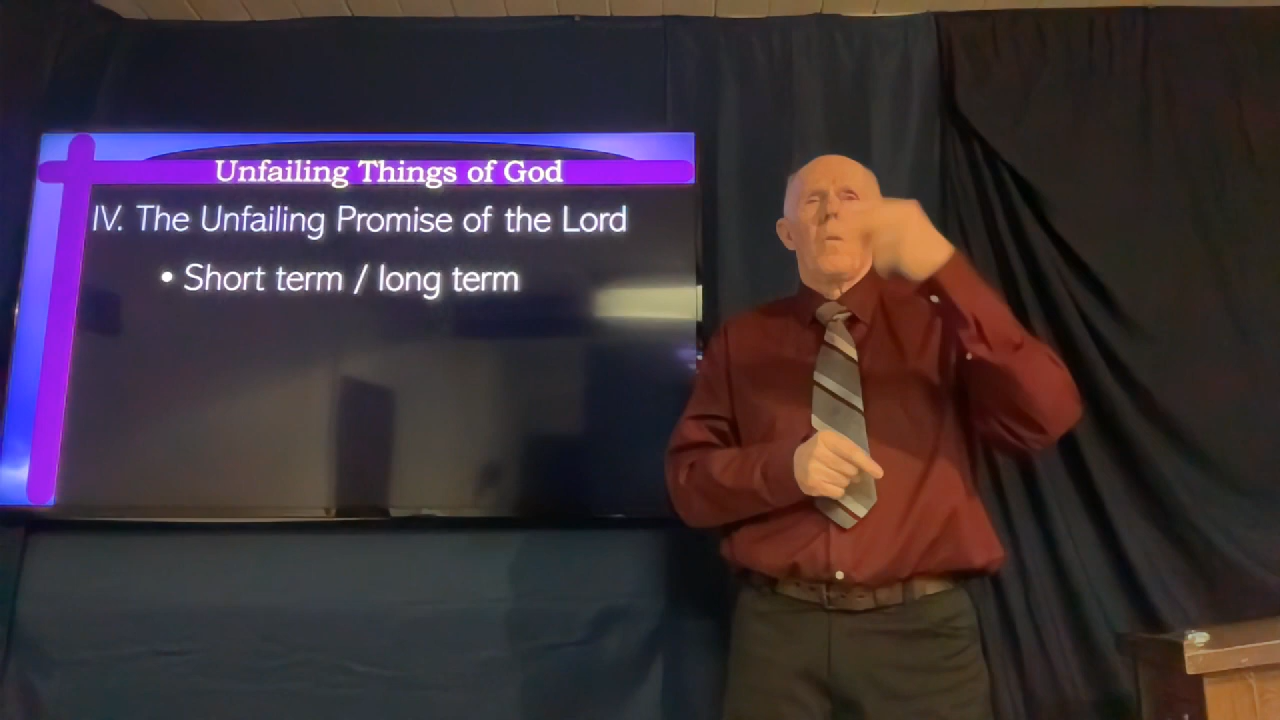 Unfailing Things of God
IV. The Unfailing Promise of the Lord
• Short term / long term